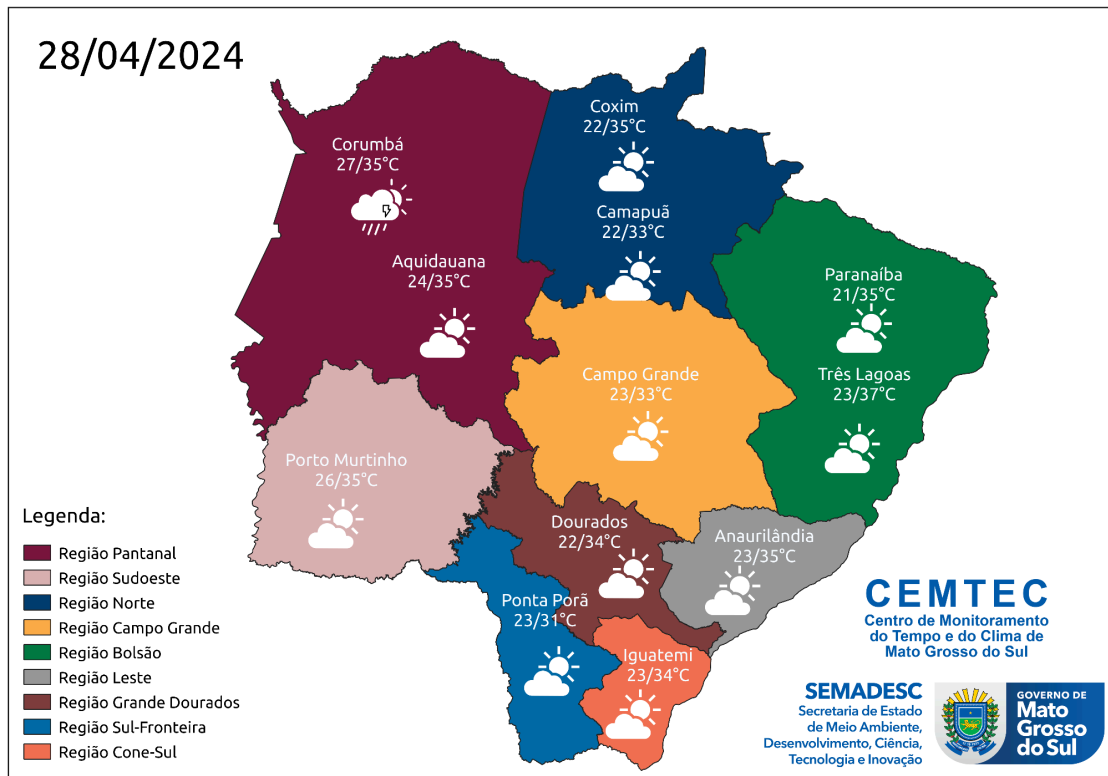 28/04/2024
Coxim
22/35°C
Corumbá
27/35°C
Camapuã
22/33°C
Aquidauana
24/35°C
Paranaíba
21/35°C
Campo Grande
23/33°C
Três Lagoas
23/37°C
Porto Murtinho
26/35°C
Dourados
22/34°C
Anaurilândia
23/35°C
Ponta Porã
23/31°C
Iguatemi
23/34°C
Legenda:
Região Pantanal
Região Sudoeste
Região Norte
Região Campo Grande
Região Bolsão
Região Leste
Região Grande Dourados
Região Sul-Fronteira
Região Cone-Sul
CEMTEC
Centro de Monitoramento
do Tempo e do Clima de
Mato Grosso do Sul
SEMADESC
Secretaria de Estado
de Meio Ambiente,
Desenvolvimento, Ciência,
Tecnologia e Inovação
GOVERNO DE
Mato
Grosso
do Sul